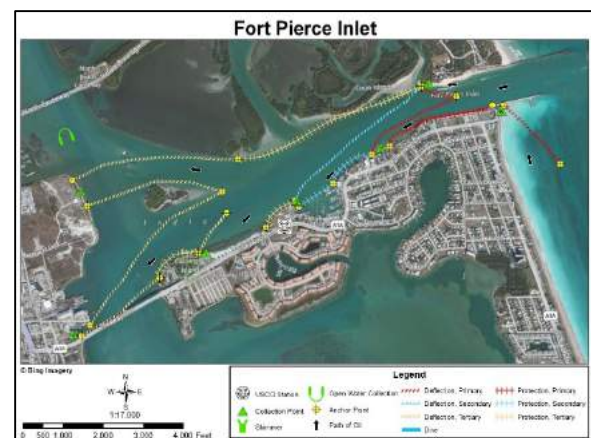 Fort Pierce Inlet
A1A
A1A
A1A
© Bing Imagery
N
W E
S
1:17,000
0 500 1,000 2,000 3,000 4,000 Feet
Legend
USCG Station
Collection Point
Skimmer
Open Water Collection
Anchor Point
Path of Oil
Deflection, Primary
Deflection, Secondary
Deflection, Tertiary
Dike
Protection, Primary
Protection, Secondary
Protection, Tertiary